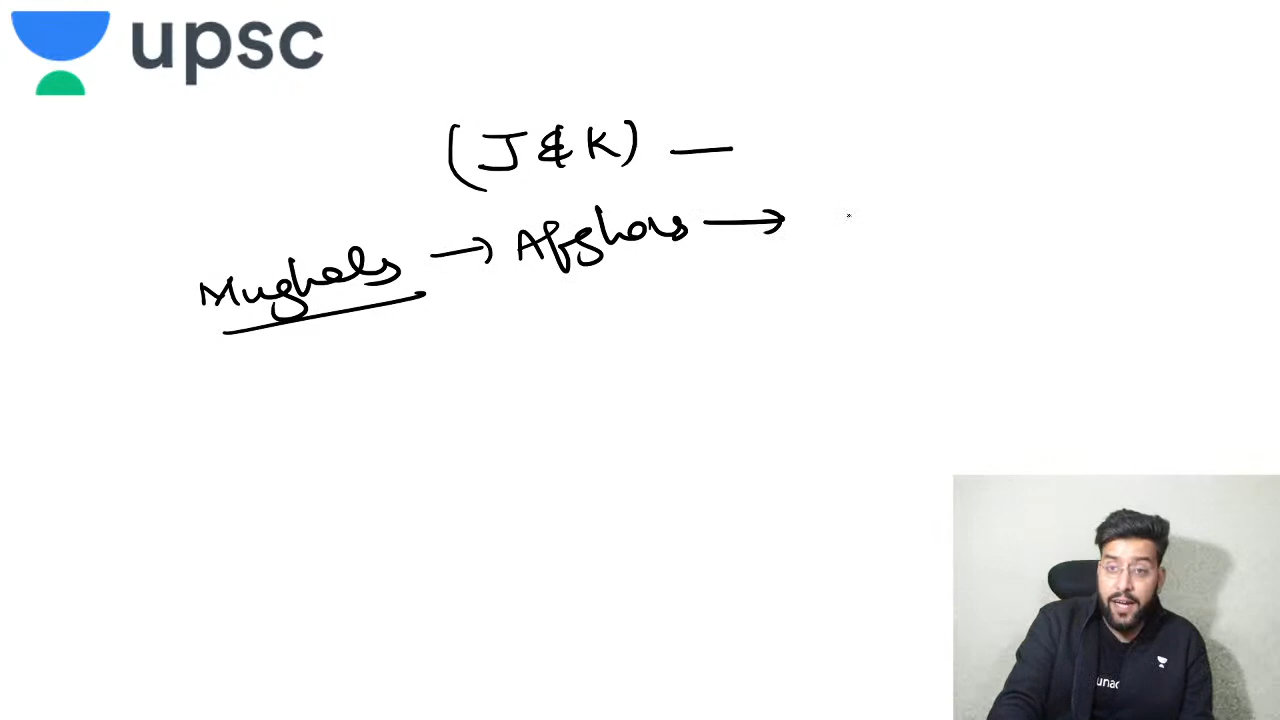 upsc
(J & K) —
Mughals → Afghans →
unac